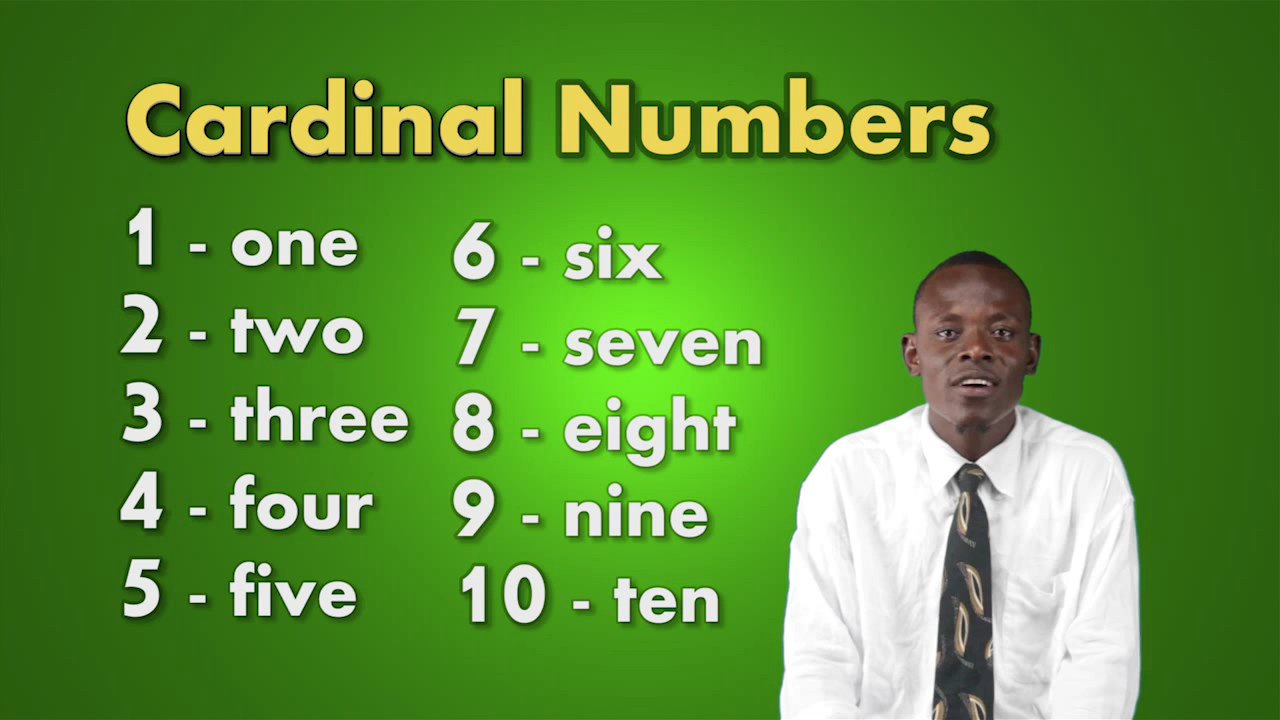 Cardinal Numbers
1 - one
2 - two
3 - three
4 - four
5 - five
6 - six
7 - seven
8 - eight
9 - nine
10 - ten